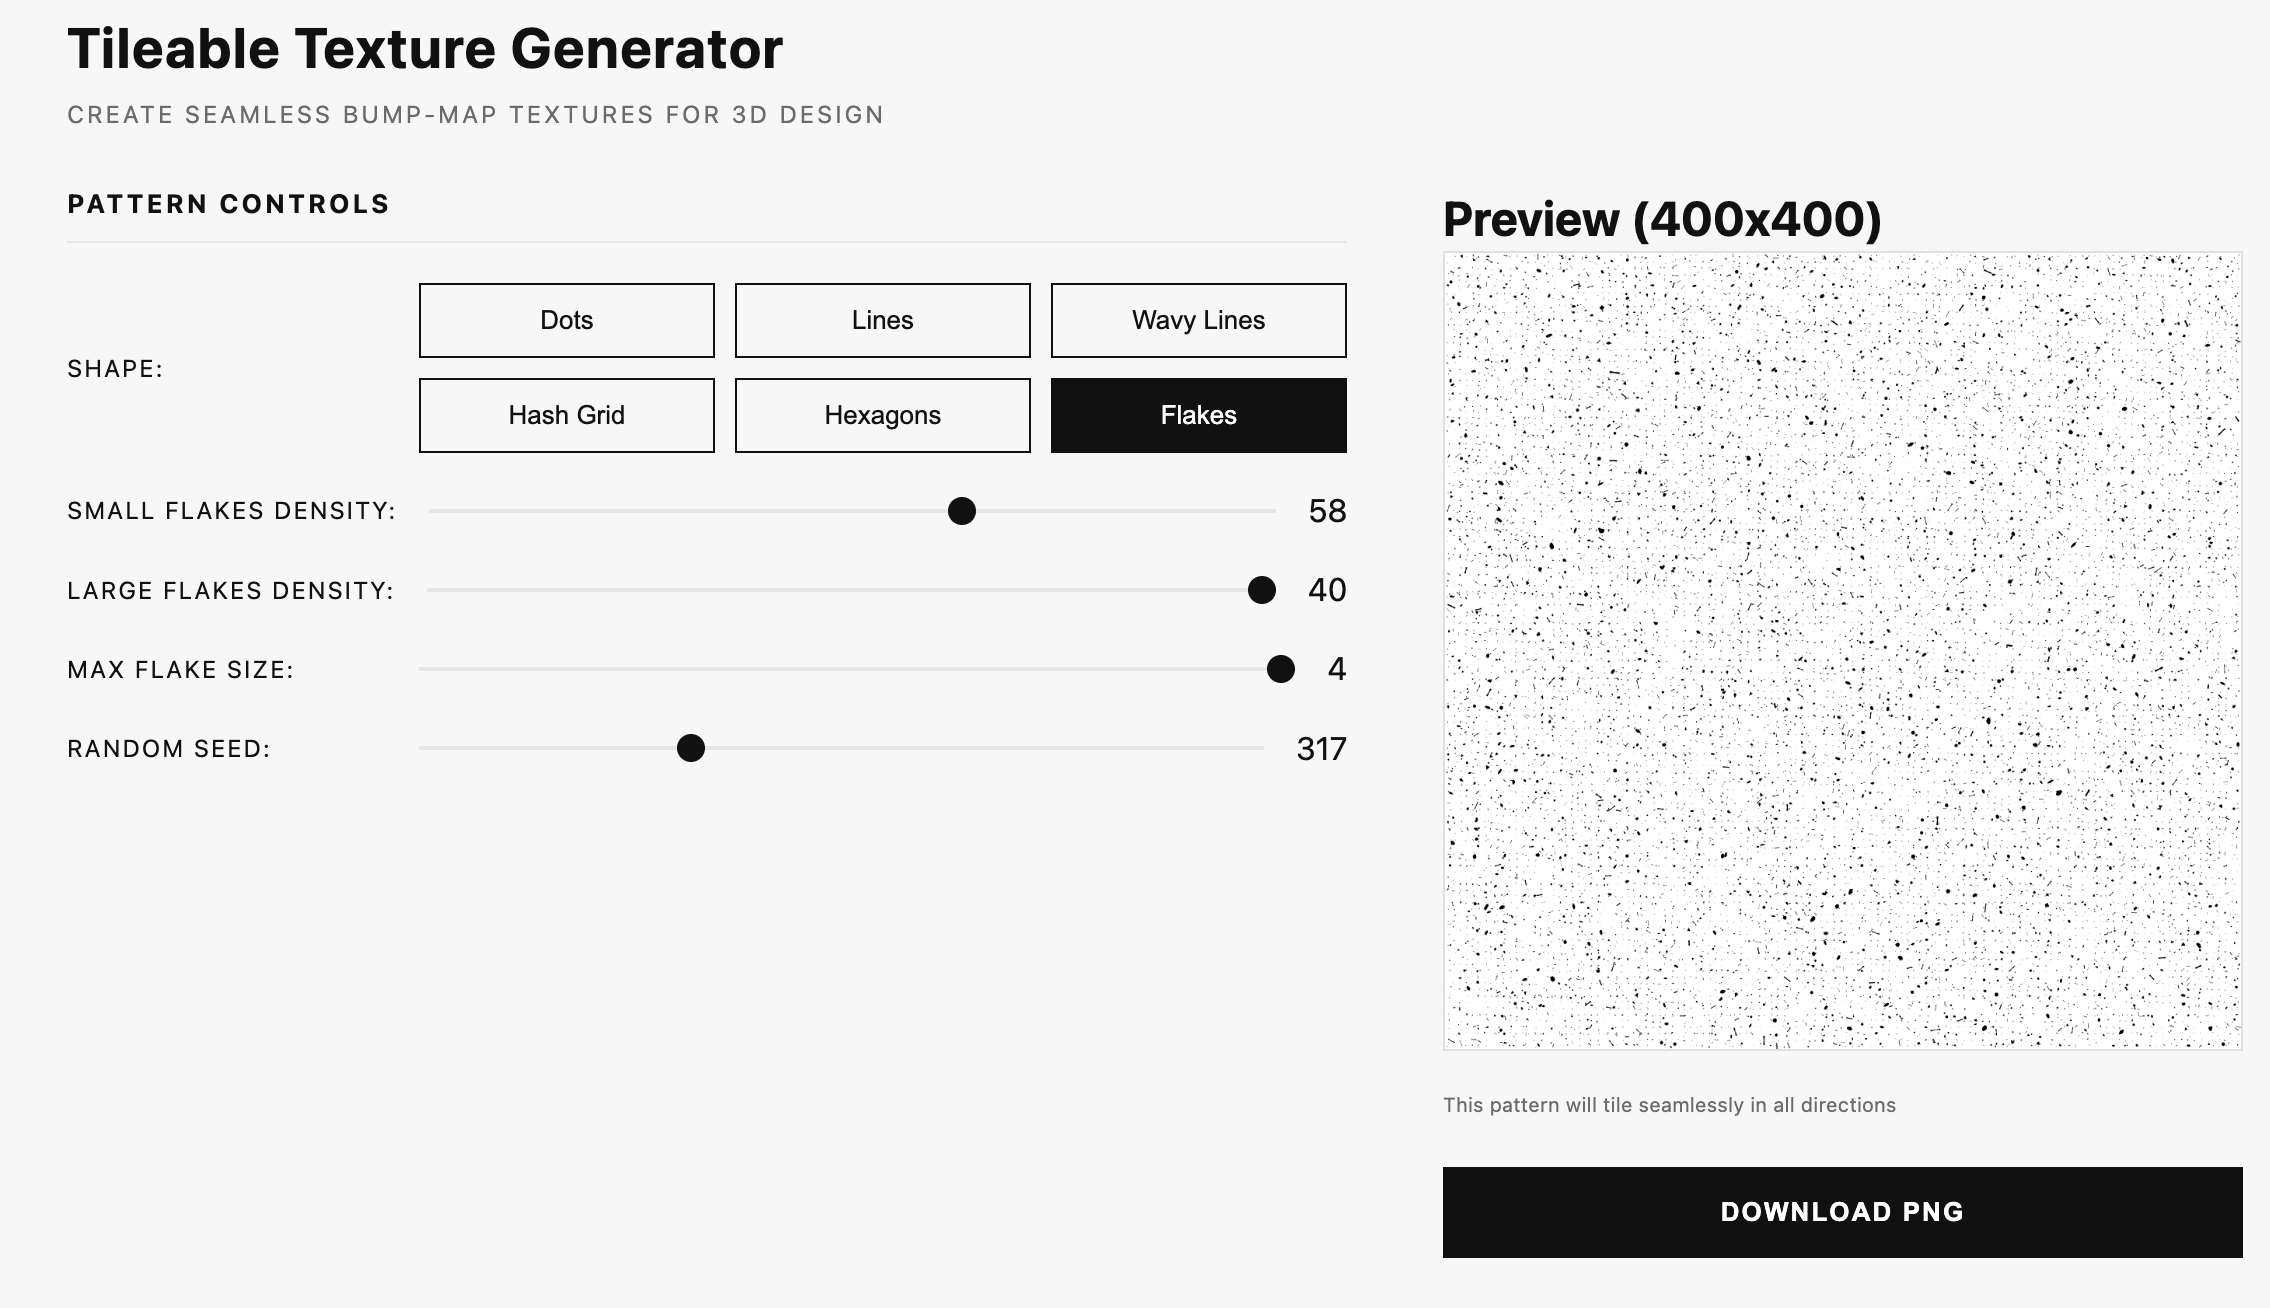 Tileable Texture Generator
CREATE SEAMLESS BUMP-MAP TEXTURES FOR 3D DESIGN
PATTERN CONTROLS
SHAPE:
Dots
Lines
Wavy Lines
Hash Grid
Hexagons
Flakes
SMALL FLAKES DENSITY: 58
LARGE FLAKES DENSITY: 40
MAX FLAKE SIZE: 4
RANDOM SEED: 317
Preview (400x400)
This pattern will tile seamlessly in all directions
DOWNLOAD PNG